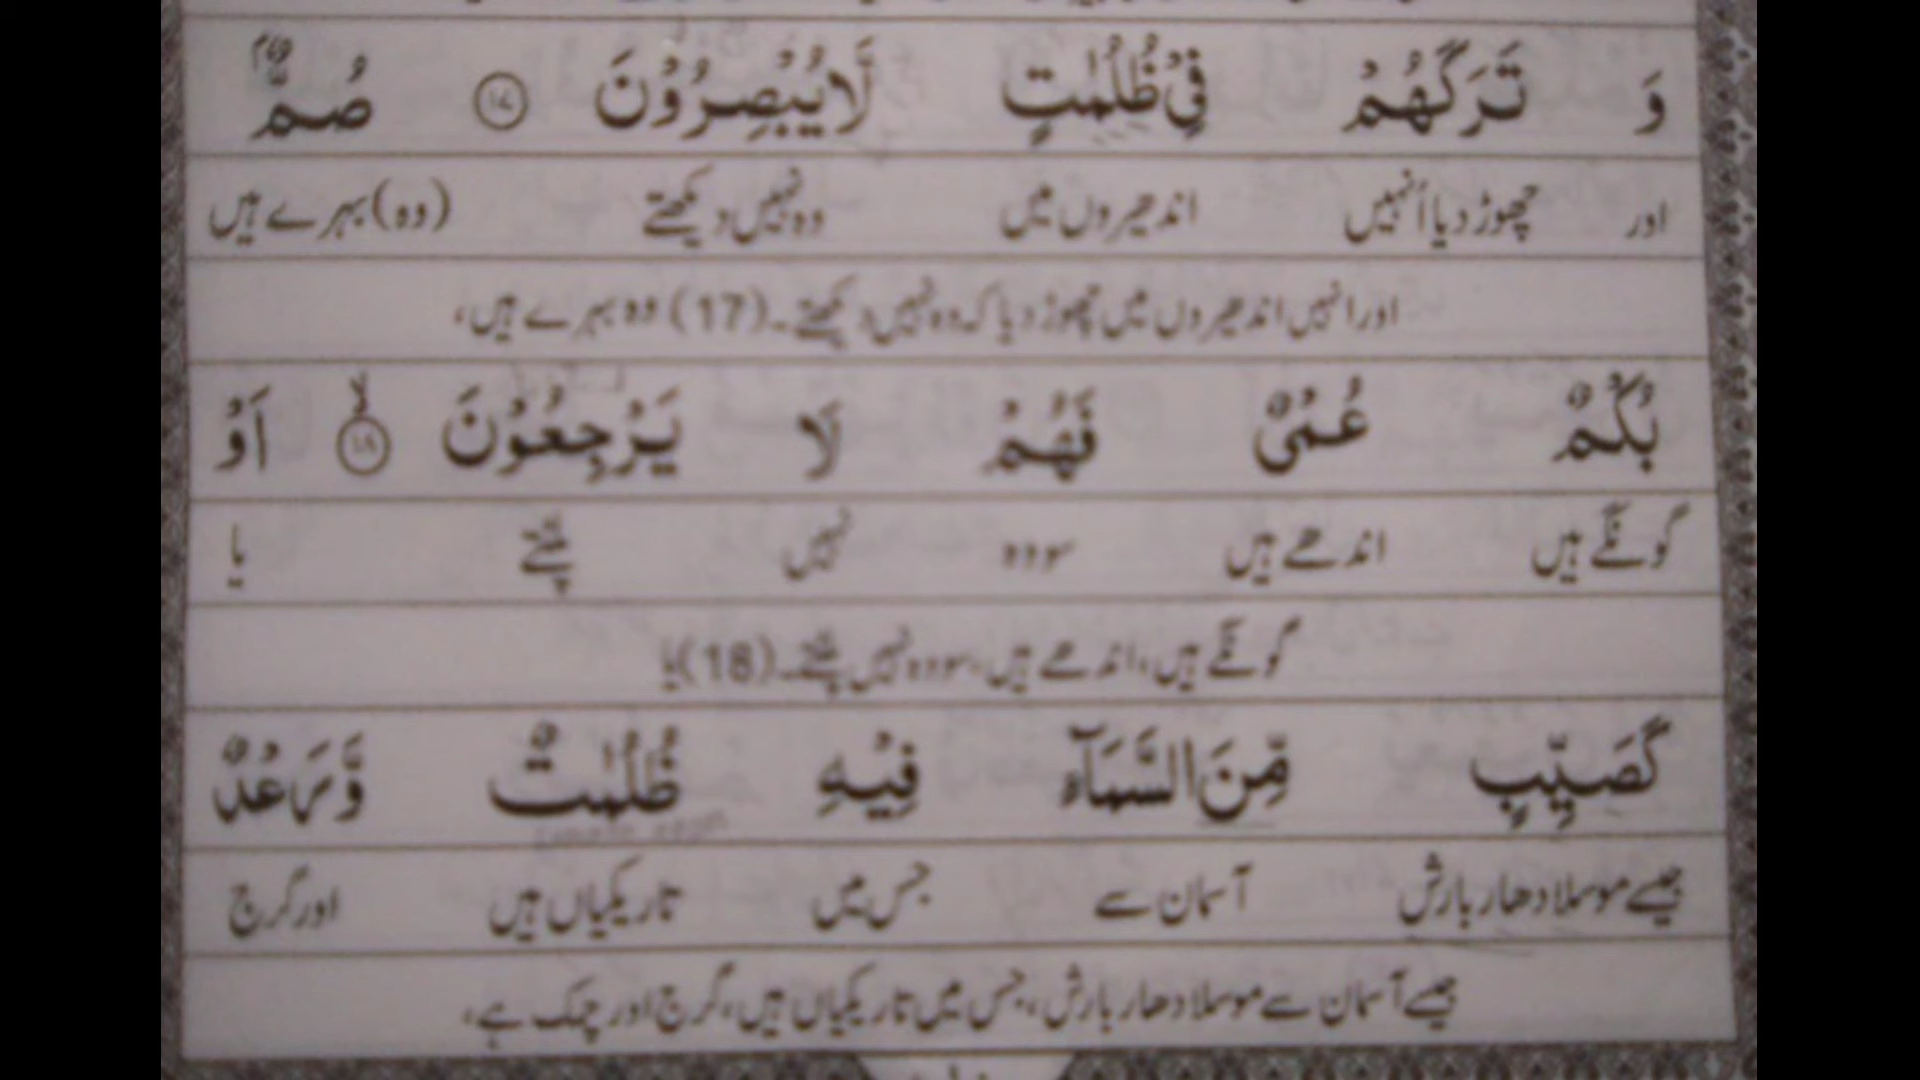 وَ تَرَكَهُمْ فِیْ ظُلُمٰتٍ لَّا یُبْصِرُوْنَ ۱۷ صُمٌّۢ
اور چھوڑ دیا اُنہیں اندھیروں میں وہ نہیں دیکھتے (وہ) بہرے ہیں
اور انہیں اندھیروں میں چھوڑ دیا کہ وہ نہیں دیکھتے۔ (17) وہ بہرے ہیں،
بُكْمٌ عُمْیٌ فَهُمْ لَا یَرْجِعُوْنَ ۱۸ۙ اَوْ
گونگے ہیں اندھے ہیں سو وہ نہیں پلٹتے یا
گونگے ہیں، اندھے ہیں، سو وہ نہیں پلٹتے۔ (18) یا
كَصَیِّبٍ مِّنَ السَّمَآءِ فِیْهِ ظُلُمٰتٌ وَّرَعْدٌ
جیسے موسلا دھار بارش آسمان سے جس میں تاریکیاں ہیں اور گرج
جیسے آسمان سے موسلا دھار بارش، جس میں تاریکیاں ہیں، گرج اور چمک ہے،